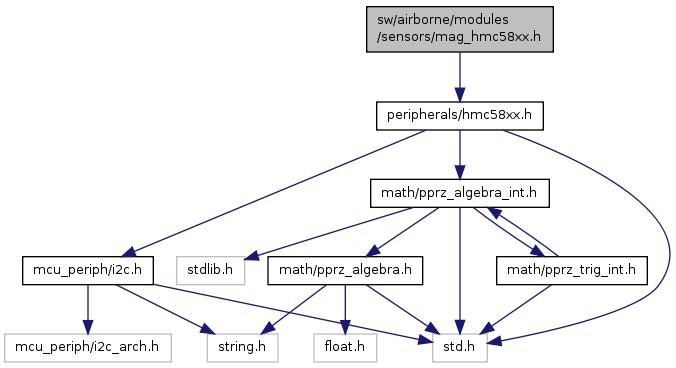 sw/airborne/modules
/sensors/mag_hmc58xx.h
peripherals/hmc58xx.h
math/pprz_algebra_int.h
mcu_periph/i2c.h
stdlib.h
math/pprz_algebra.h
math/pprz_trig_int.h
mcu_periph/i2c_arch.h
string.h
float.h
std.h